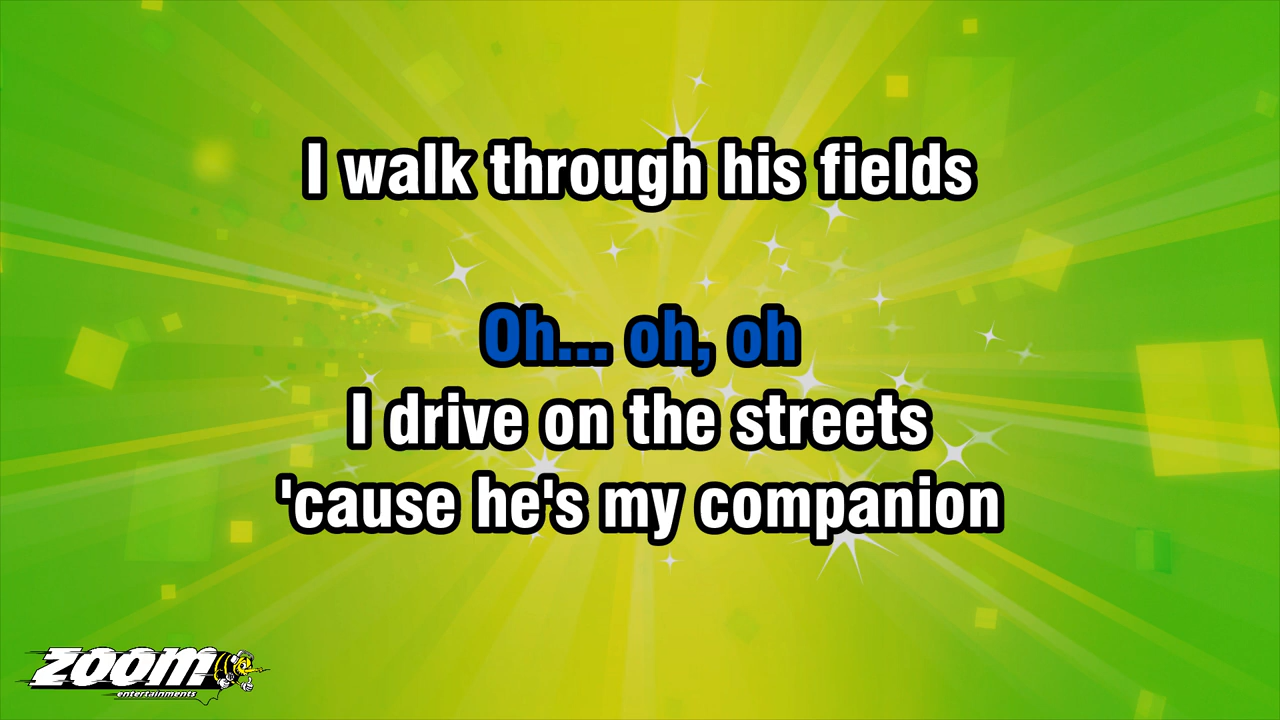 I walk through his fields
Oh... oh, oh
I drive on the streets
'cause he's my companion
zoom
entertainments